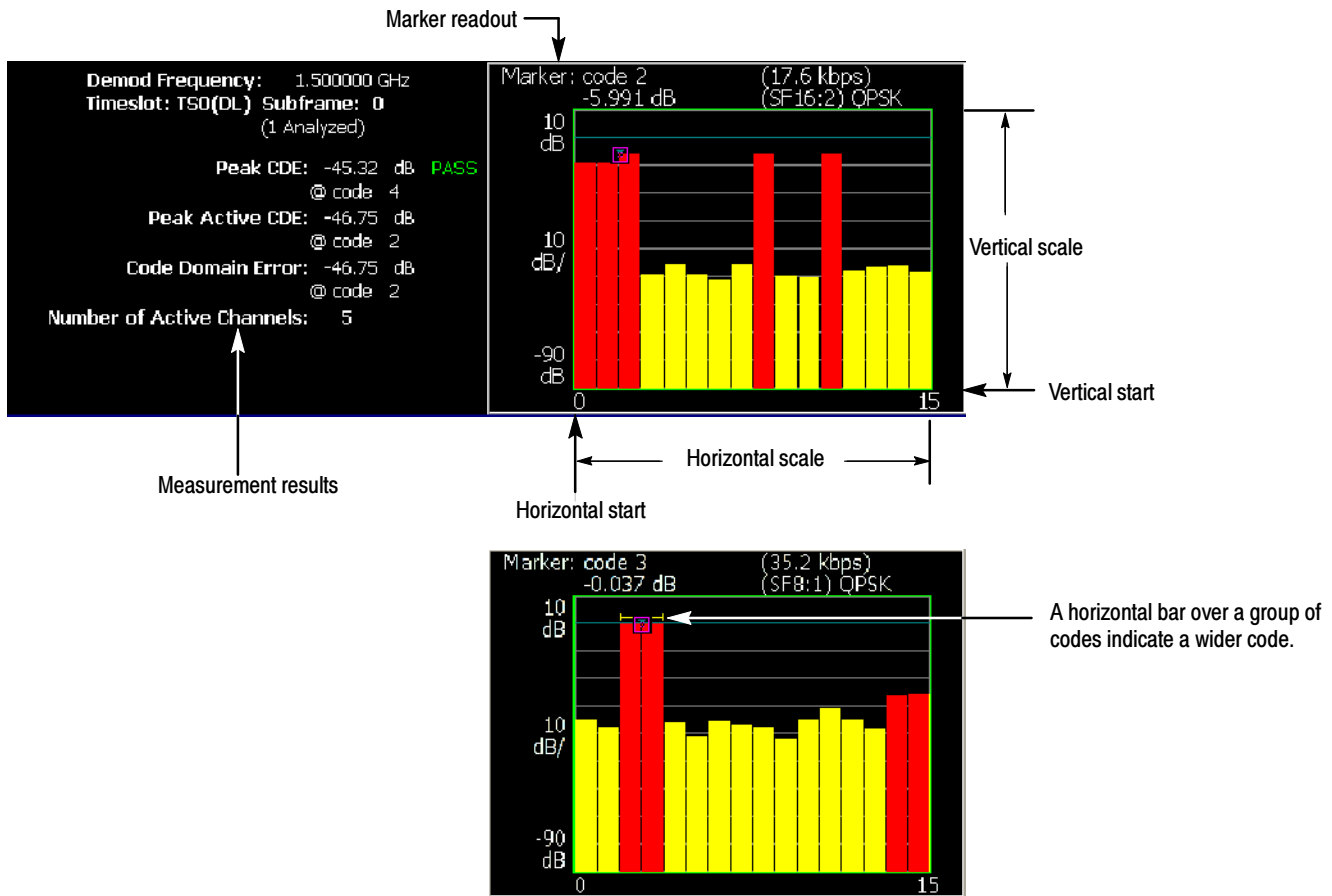 Marker readout
Demod Frequency: 1.500000 GHz
Timeslot: TS0(DL) Subframe: 0
(1 Analyzed)
Peak CDE: -45.32 dB PASS
@ code 4
Peak Active CDE: -46.75 dB
@ code 2
Code Domain Error: -46.75 dB
@ code 2
Number of Active Channels: 5
Marker: code 2 (17.6 kbps)
-5.991 dB (SF16:2) QPSK
10
dB
10
dB/
-90
dB
0 15
Vertical scale
Vertical start
Horizontal scale
Measurement results
Horizontal start
Marker: code 3 (35.2 kbps)
-0.037 dB (SF8:1) QPSK
10
dB
10
dB/
-90
dB
0 15
A horizontal bar over a group of
codes indicate a wider code.